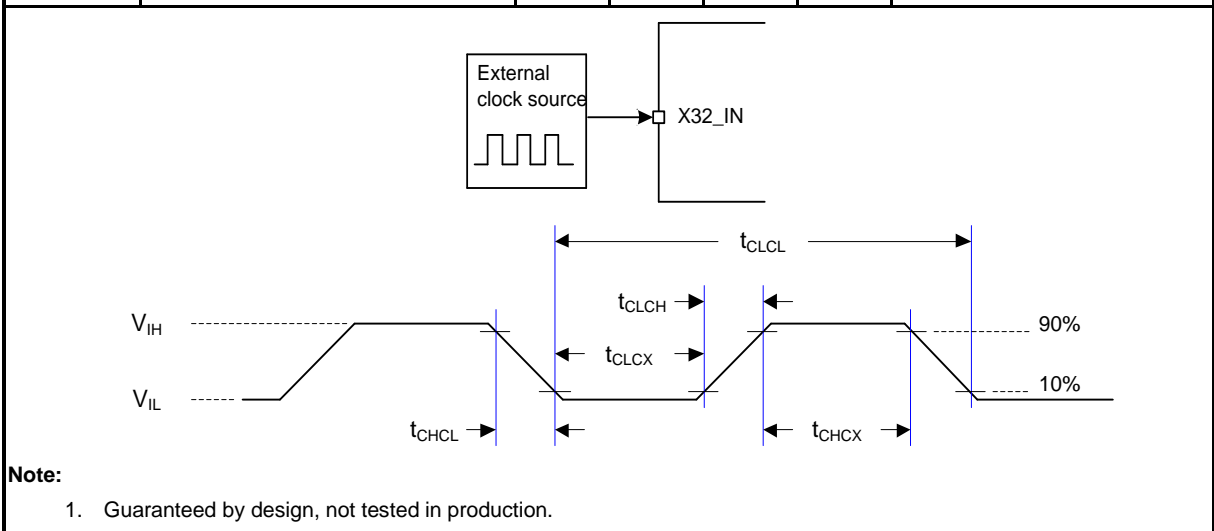 External
clock source
X32_IN
tCLCL
tCLCH
VIH
90%
tCLCX
VIL
10%
tCHCL
tCHCX
Note:
1. Guaranteed by design, not tested in production.